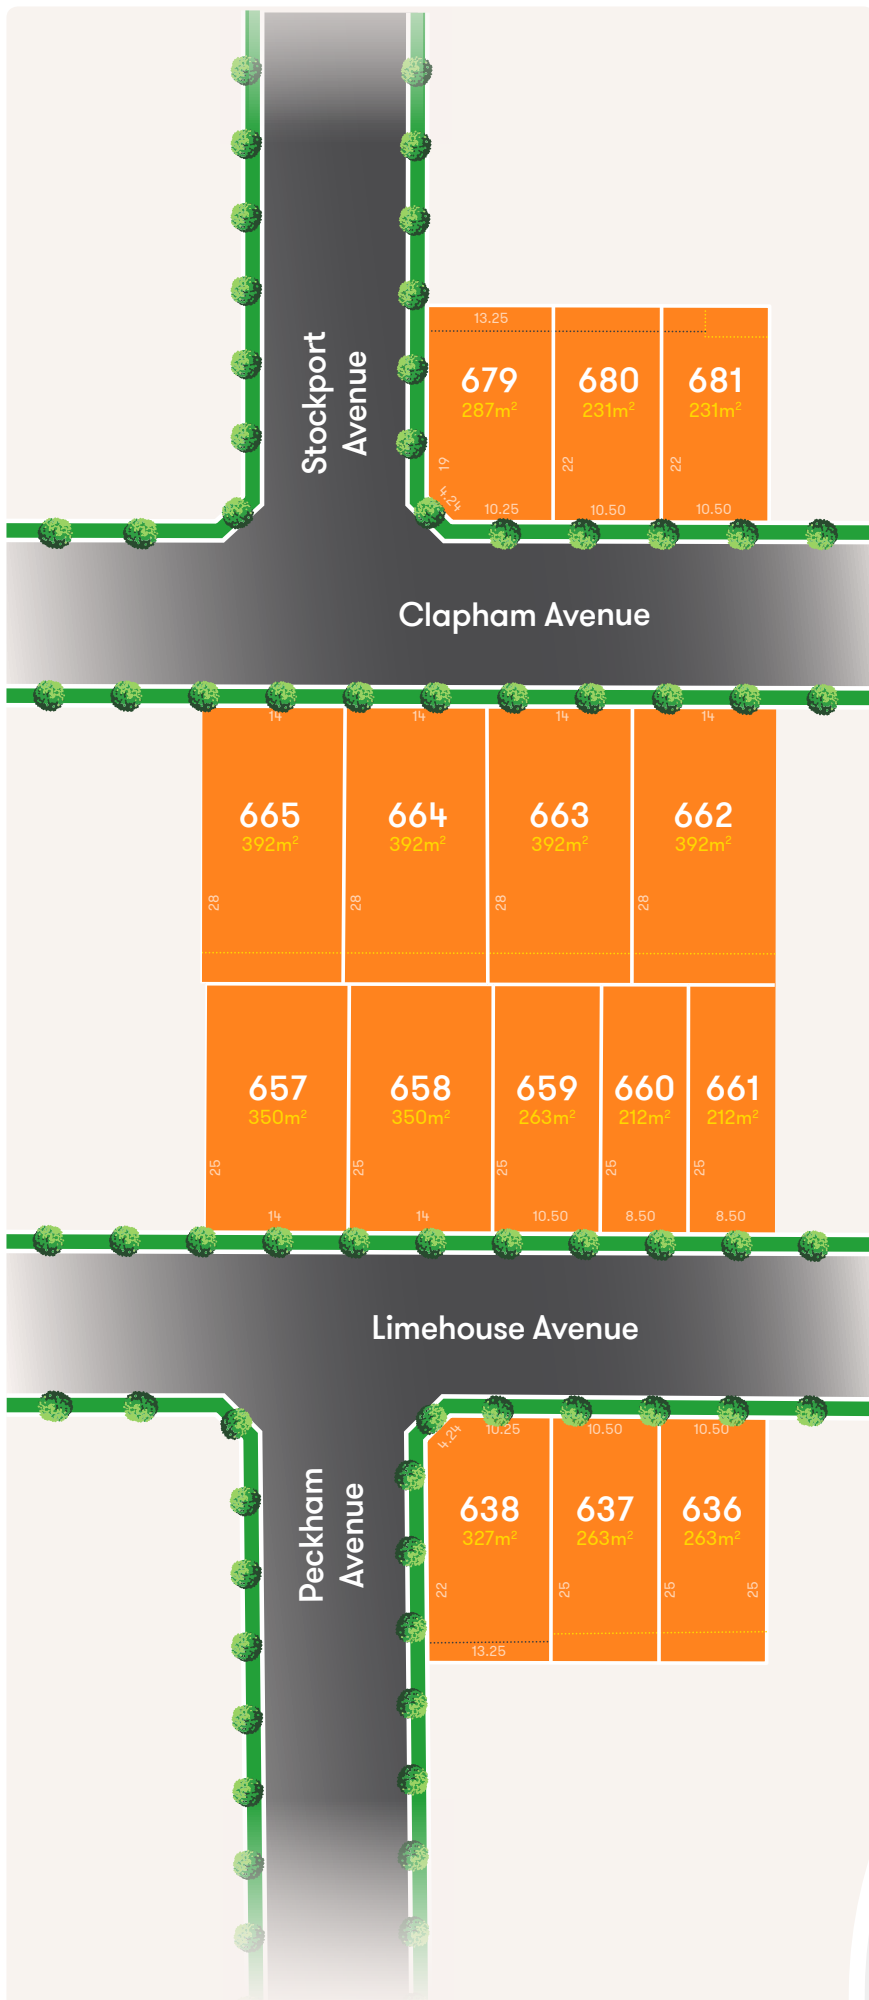 13.25
679
287m²
680
231m²
681
231m²
19
22
22
4.24
10.25
10.50
10.50
Stockport
Avenue
Clapham Avenue
14
14
14
14
665
392m²
664
392m²
663
392m²
662
392m²
28
28
28
28
657
350m²
658
350m²
659
263m²
660
212m²
661
212m²
25
25
25
25
25
14
14
10.50
8.50
8.50
Limehouse Avenue
4.24
10.25
10.50
10.50
Peckham
Avenue
638
327m²
637
263m²
636
263m²
22
25
25
25
13.25